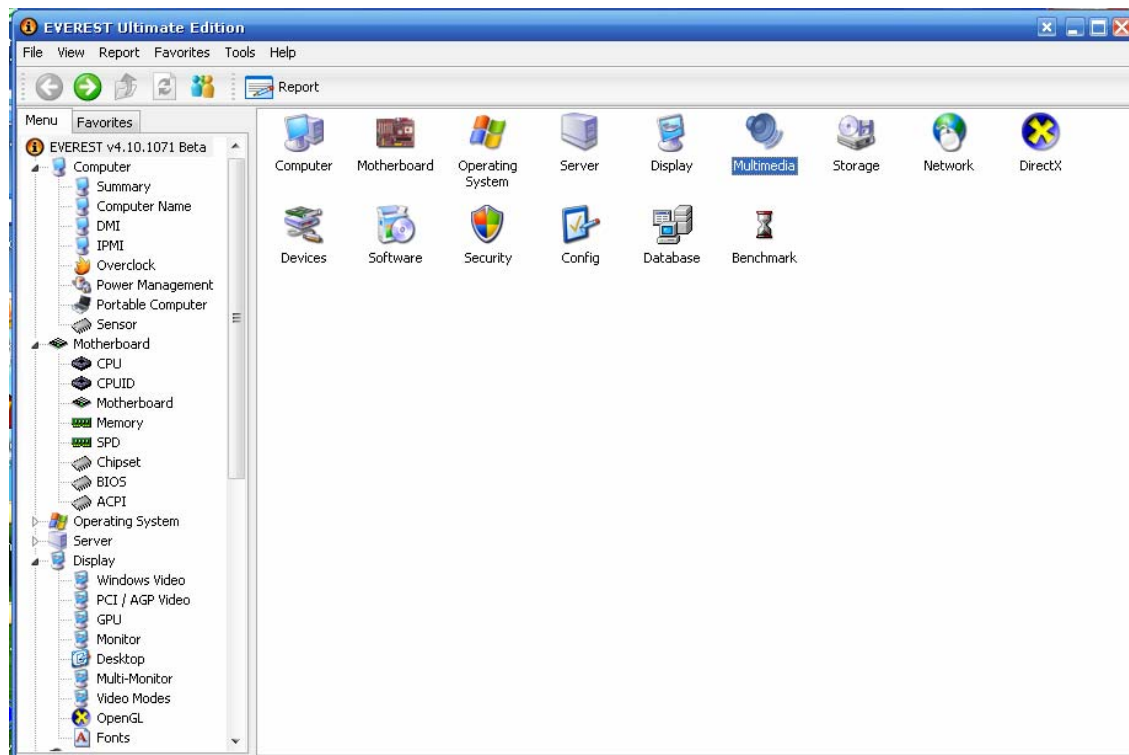 EVEREST Ultimate Edition
File View Report Favorites Tools Help
Report
Menu Favorites
EVEREST v4.10.1071 Beta
Computer
Summary
Computer Name
DMI
IPMI
Overclock
Power Management
Portable Computer
Sensor
Motherboard
CPU
CPUID
Motherboard
Memory
SPD
Chipset
BIOS
ACPI
Operating System
Server
Display
Windows Video
PCI / AGP Video
GPU
Monitor
Desktop
Multi-Monitor
Video Modes
OpenGL
Fonts
Computer Motherboard Operating System Server Display Multimedia Storage Network DirectX
Devices Software Security Config Database Benchmark